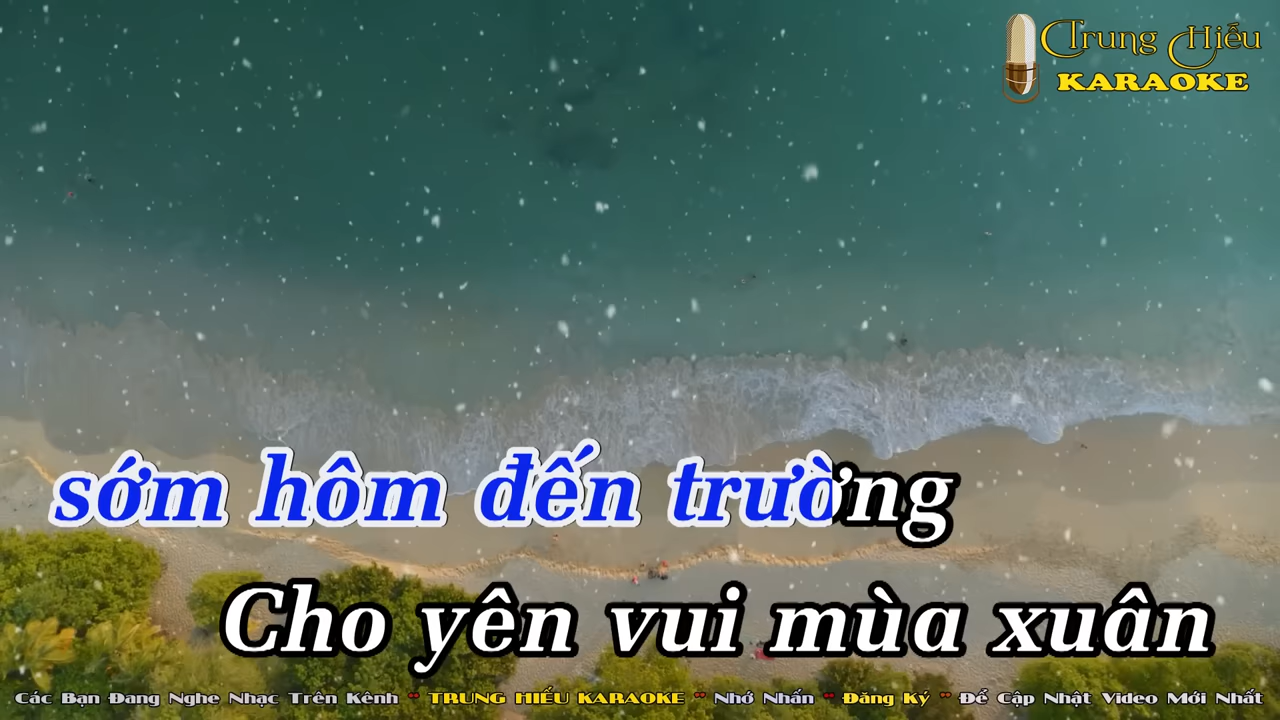 Trung Hiếu
KARAOKE
sớm hôm đến trường
Cho yên vui mùa xuân
Các Bạn Đang Nghe Nhạc Trên Kênh " TRUNG HIẾU KARAOKE " Nhớ Nhấn " Đăng Ký " Để Cập Nhật Video Mới Nhất